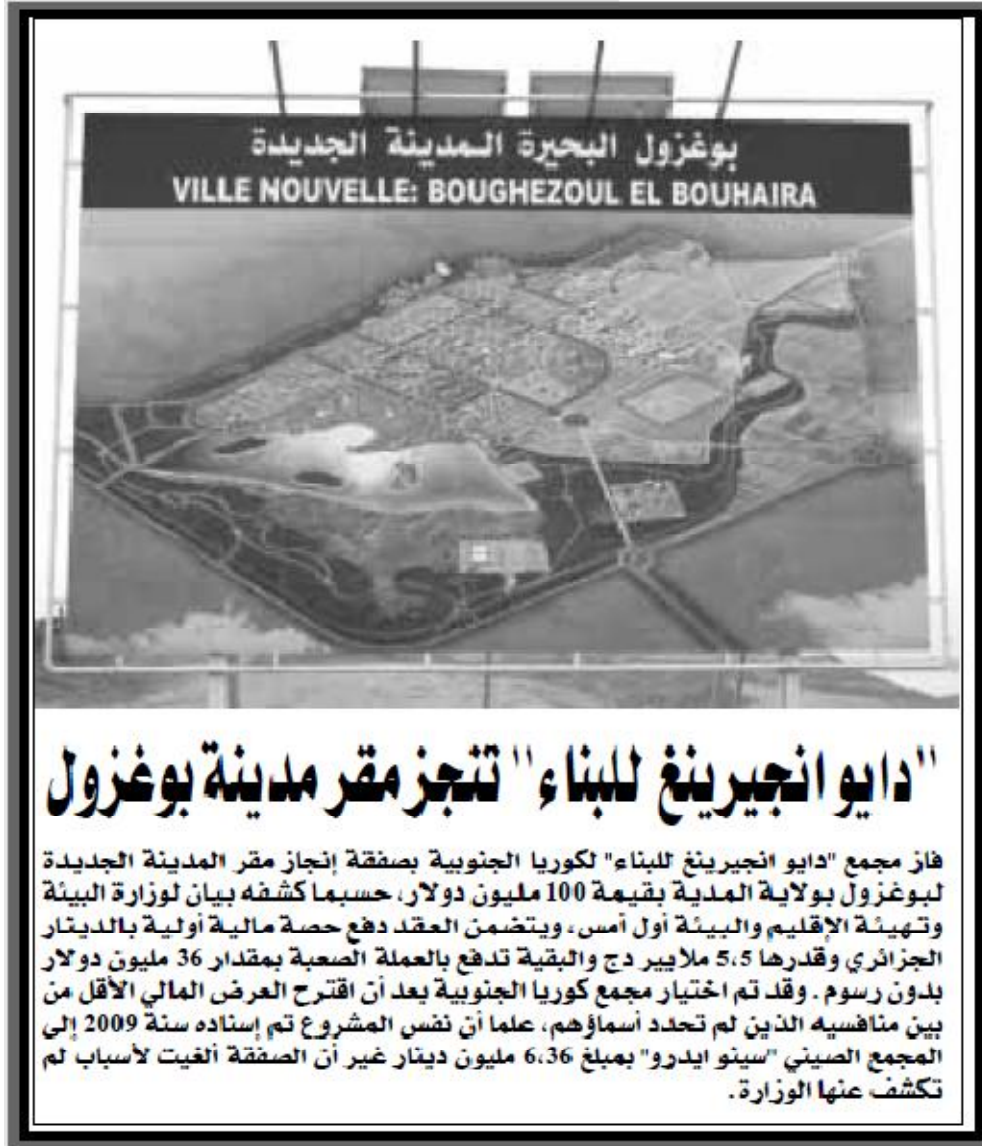 بوغزول البحيرة المدينة الجديدة
VILLE NOUVELLE: BOUGHEZOUL EL BOUHAIRA
"دايو انجيرينغ للبناء" تنجز مقر مدينة بوغزول
فاز مجمع "دايو انجيرينغ للبناء" لكوريا الجنوبية بصفقة إنجاز مقر المدينة الجديدة
لبوغزول بولاية المدية بقيمة 100 مليون دولار، حسبما كشفه بيان لوزارة البيئة
وتهيئة الإقليم والبيئة أول أمس، ويتضمن العقد دفع حصة مالية أولية بالدينار
الجزائري وقدرها 5،5 ملايير دج والبقية تدفع بالعملة الصعبة بمقدار 36 مليون دولار
بدون رسوم. وقد تم اختيار مجمع كوريا الجنوبية بعد أن اقترح العرض المالي الأقل من
بين منافسيه الذين لم تحدد أسماؤهم، علما أن نفس المشروع تم إسناده سنة 2009 إلى
المجمع الصيني "سينو ايدرو" بمبلغ 6،36 مليون دينار غير أن الصفقة ألغيت لأسباب لم
تكشف عنها الوزارة.